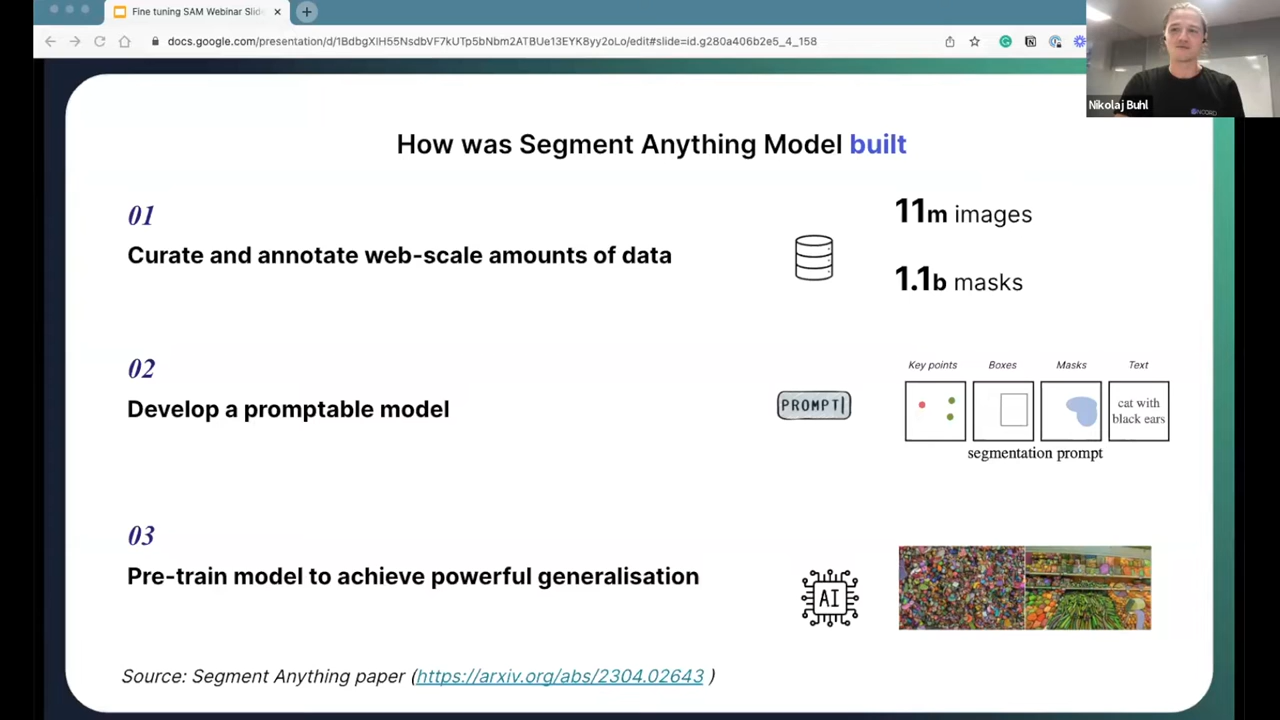 Fine tuning SAM Webinar Slid
docs.google.com/presentation/d/1BdbgXIH55NsdbVF7kUTp5bNbm2ATBUe13EYK8yy2oLo/edit#slide=id.g280a406b2e5_4_158
Nikolaj Buhl
How was Segment Anything Model built
01
Curate and annotate web-scale amounts of data
11m images
1.1b masks
02
Develop a promptable model
PROMPT
Key points Boxes Masks Text
cat with
black ears
segmentation prompt
03
Pre-train model to achieve powerful generalisation
AI
Source: Segment Anything paper (https://arxiv.org/abs/2304.02643 )